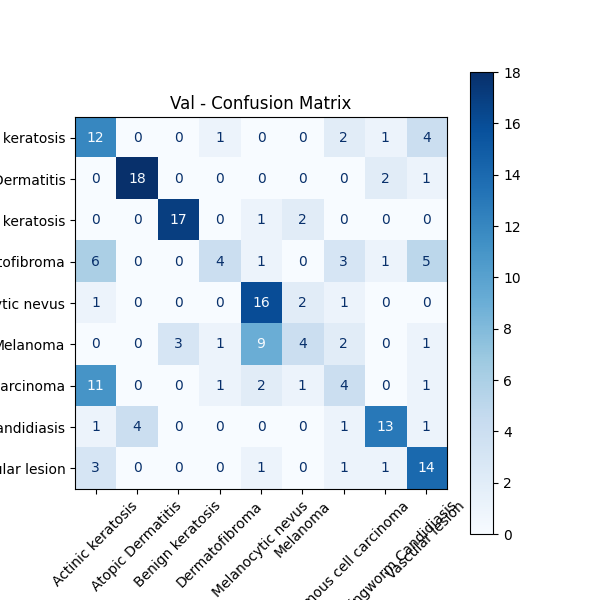 Val - Confusion Matrix
keratosis 12 0 0 1 0 0 2 1 4
Dermatitis 0 18 0 0 0 0 0 2 1
keratosis 0 0 17 0 1 2 0 0 0
tofibroma 6 0 0 4 1 0 3 1 5
ytic nevus 1 0 0 0 16 2 1 0 0
Melanoma 0 0 3 1 9 4 2 0 1
arcinoma 11 0 0 1 2 1 4 0 1
andidiasis 1 4 0 0 0 0 1 13 1
ular lesion 3 0 0 0 1 0 1 1 14
Actinic keratosis
Atopic Dermatitis
Benign keratosis
Dermatofibroma
Melanocytic nevus
Melanoma
mous cell carcinoma
ngworm Candidiasis
Vascular lesion
18
16
14
12
10
8
6
4
2
0